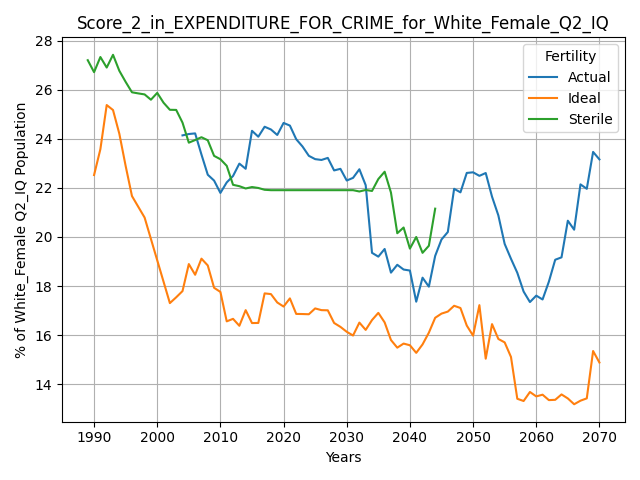 Score_2_in_EXPENDITURE_FOR_CRIME_for_White_Female_Q2_IQ
Fertility
Actual
Ideal
Sterile
% of White_Female Q2_IQ Population
28
26
24
22
20
18
16
14
1990 2000 2010 2020 2030 2040 2050 2060 2070
Years